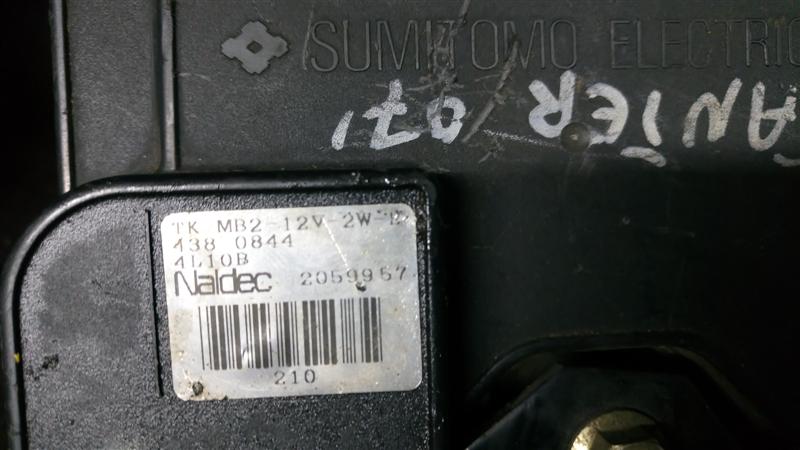 SUMITOMO ELECTRIC
TK MB2-12V-2W-
438 0844
4L10B
Naldec 2059957
210